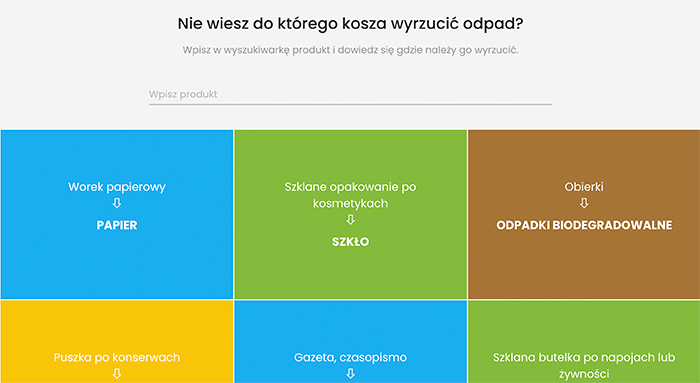 Nie wiesz do którego kosza wyrzucić odpad?
Wpisz w wyszukiwarkę produkt i dowiedz się gdzie należy go wyrzucić.
Wpisz produkt
Worek papierowy
⇩
PAPIER
Szklane opakowanie po
kosmetykach
⇩
SZKŁO
Obierki
⇩
ODPADKI BIODEGRADOWALNE
Puszka po konserwach
⇩
Gazeta, czasopismo
⇩
Szklana butelka po napojach lub
żywności